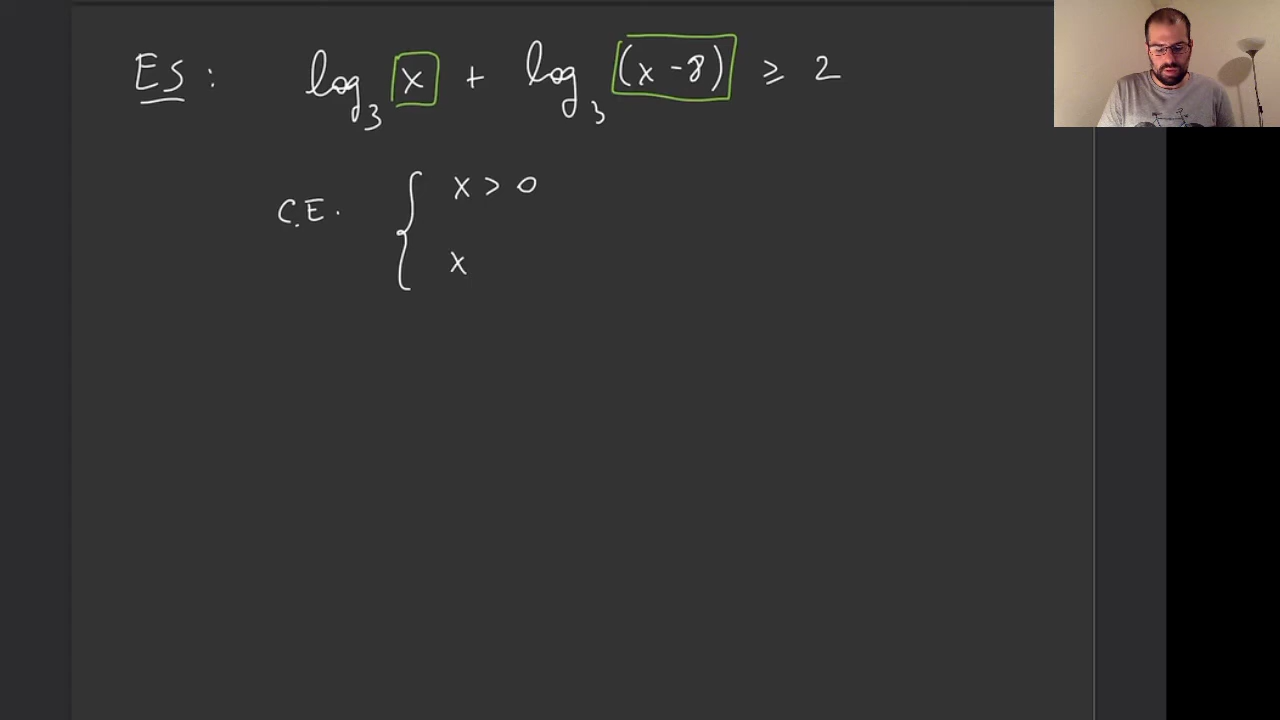 ES: log₃ x + log₃ (x - 8) ≥ 2
C.E. { x > 0
x